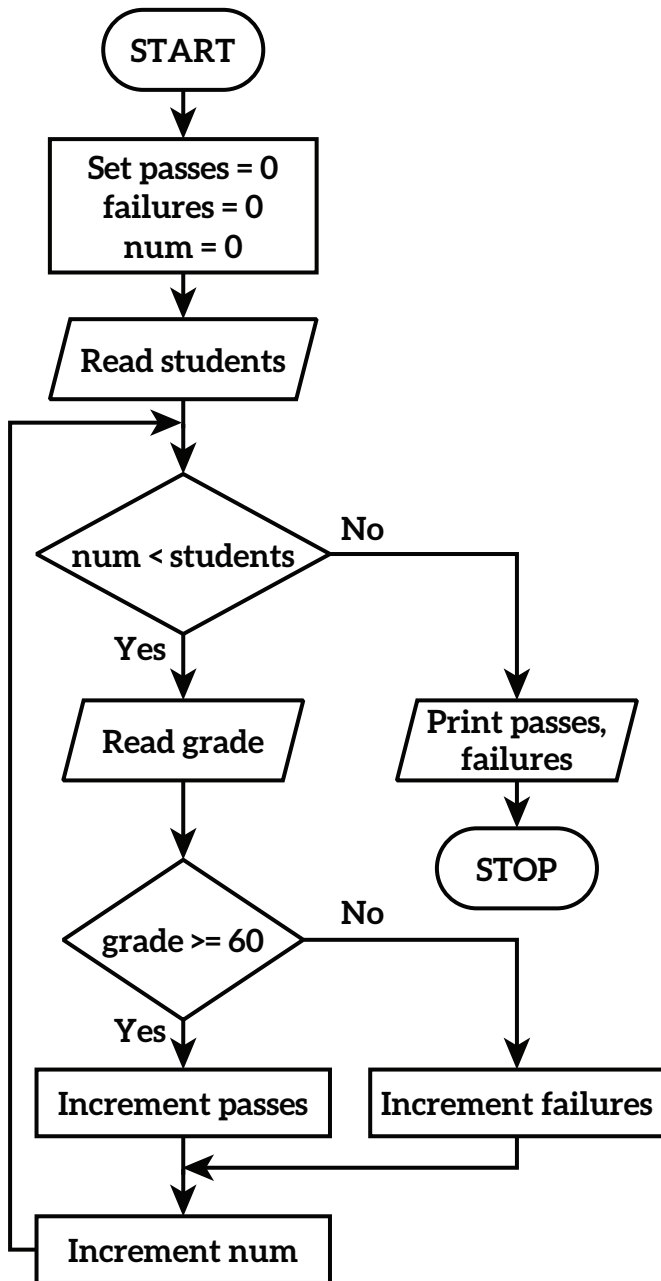 START
Set passes = 0
failures = 0
num = 0
Read students
num < students
No
Yes
Read grade
Print passes,
failures
STOP
grade >= 60
No
Yes
Increment passes
Increment failures
Increment num